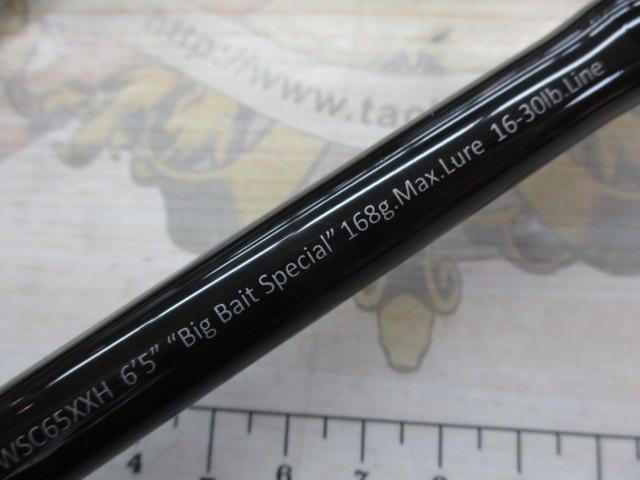 http://www.tac
WSC65XXH 6'5" "Big Bait Special" 168g.Max.Lure 16-30lb.Line
4 5 6 7 8 9